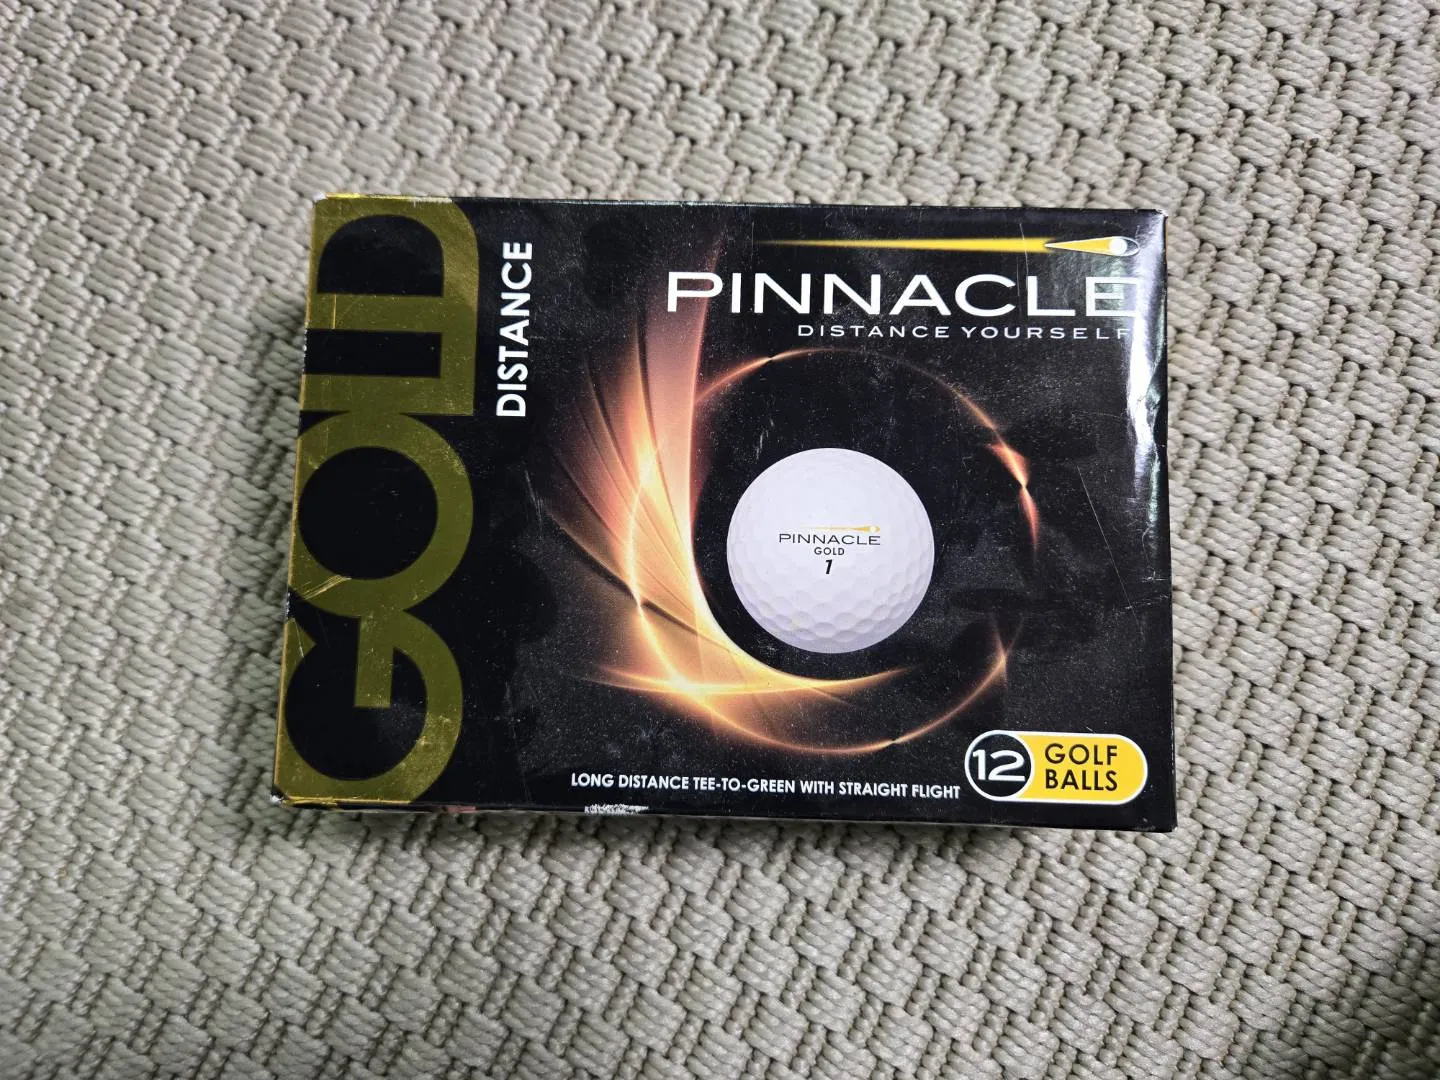 GOLD
DISTANCE
PINNACLE
DISTANCE YOURSELF
PINNACLE
GOLD
1
LONG DISTANCE TEE-TO-GREEN WITH STRAIGHT FLIGHT
12 GOLF
BALLS